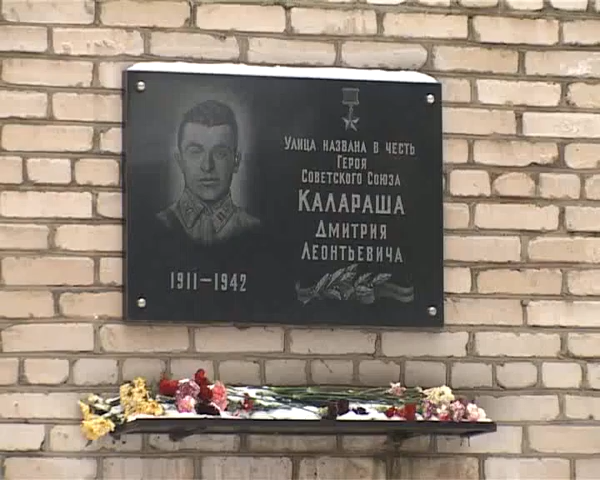 Улица названа в честь
Героя
Советского Союза
Калараша
Дмитрия
Леонтьевича
1911–1942